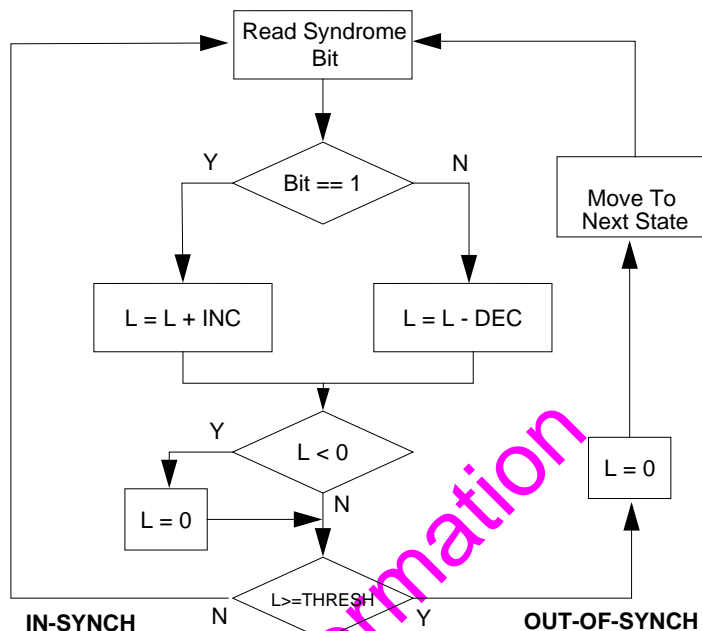 Read Syndrome
Bit
Y
N
Bit == 1
Move To
Next State
L = L + INC
L = L - DEC
Y
L < 0
L = 0
N
L = 0
L>=THRESH
N
Y
IN-SYNCH
OUT-OF-SYNCH